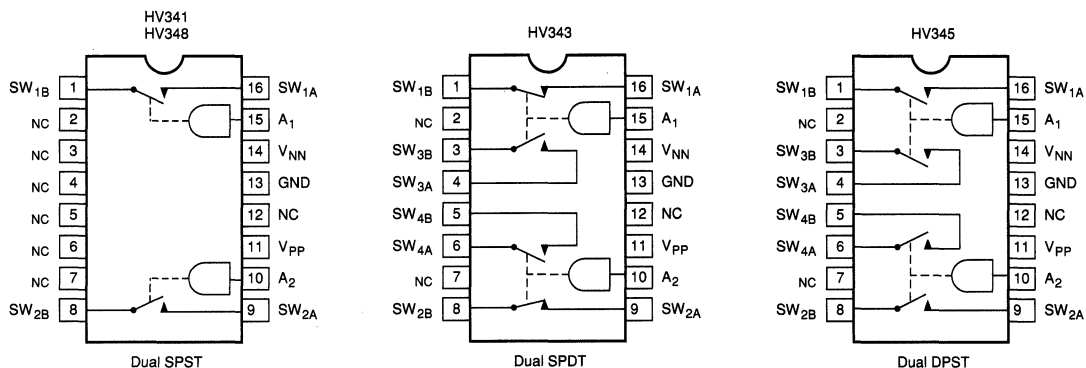 HV341
HV348
SW1B 1 16 SW1A
NC 2 15 A1
NC 3 14 VNN
NC 4 13 GND
NC 5 12 NC
NC 6 11 VPP
NC 7 10 A2
SW2B 8 9 SW2A
Dual SPST
HV343
SW1B 1 16 SW1A
NC 2 15 A1
SW3B 3 14 VNN
SW3A 4 13 GND
SW4B 5 12 NC
SW4A 6 11 VPP
NC 7 10 A2
SW2B 8 9 SW2A
Dual SPDT
HV345
SW1B 1 16 SW1A
NC 2 15 A1
SW3B 3 14 VNN
SW3A 4 13 GND
SW4B 5 12 NC
SW4A 6 11 VPP
NC 7 10 A2
SW2B 8 9 SW2A
Dual DPST